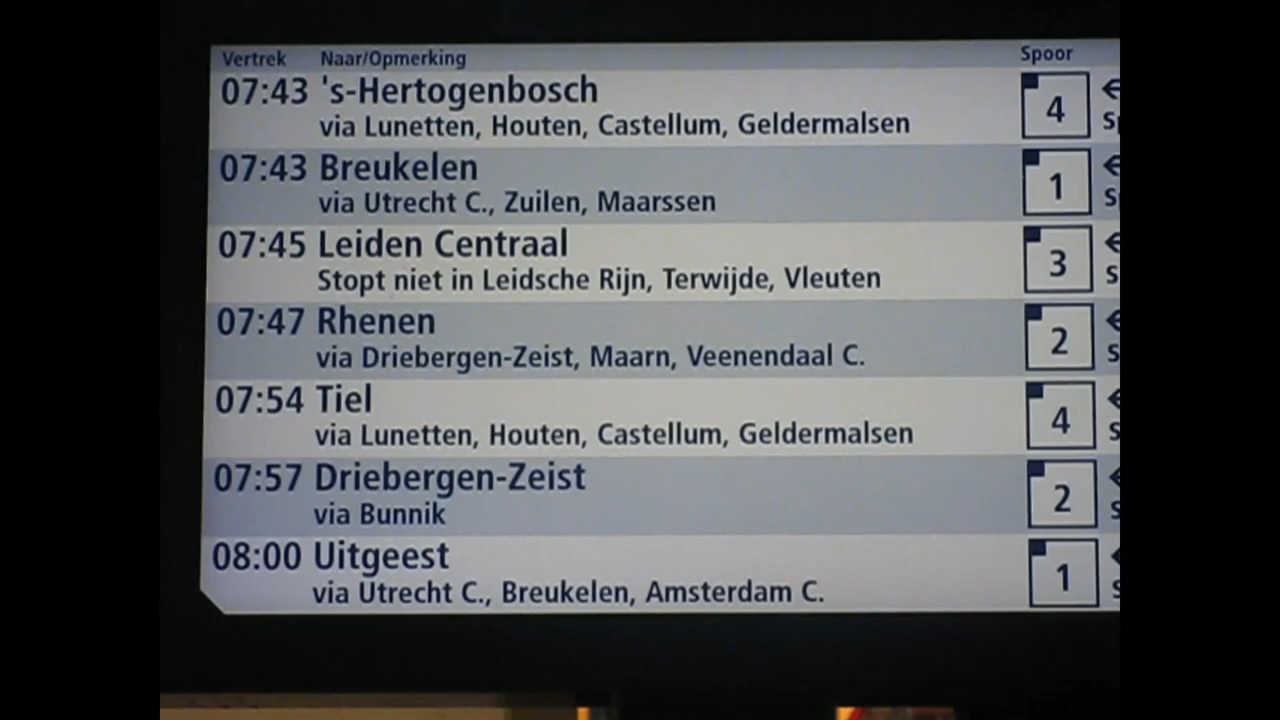 Vertrek Naar/Opmerking Spoor
07:43 's-Hertogenbosch 4
via Lunetten, Houten, Castellum, Geldermalsen
07:43 Breukelen 1
via Utrecht C., Zuilen, Maarssen
07:45 Leiden Centraal 3
Stopt niet in Leidsche Rijn, Terwijde, Vleuten
07:47 Rhenen 2
via Driebergen-Zeist, Maarn, Veenendaal C.
07:54 Tiel 4
via Lunetten, Houten, Castellum, Geldermalsen
07:57 Driebergen-Zeist 2
via Bunnik
08:00 Uitgeest 1
via Utrecht C., Breukelen, Amsterdam C.